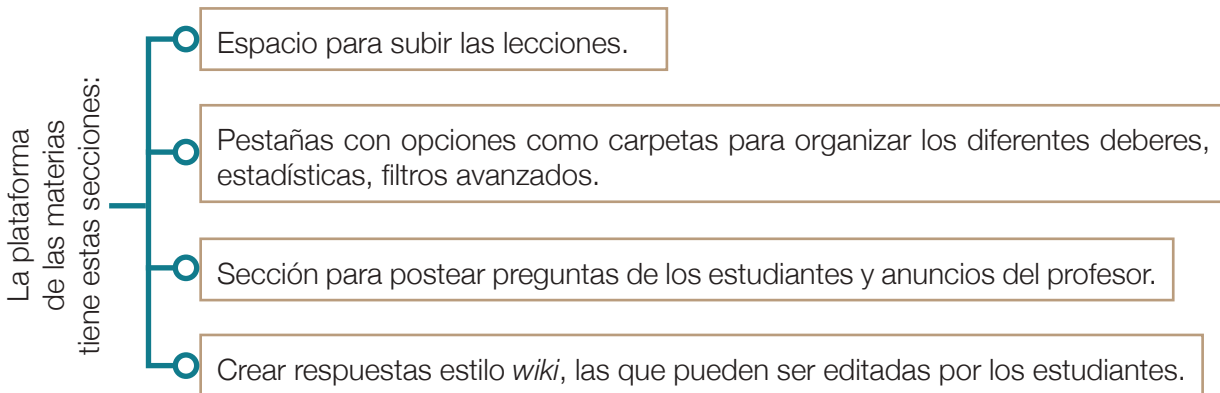 La plataforma
de las materias
tiene estas secciones:
Espacio para subir las lecciones.
Pestañas con opciones como carpetas para organizar los diferentes deberes,
estadísticas, filtros avanzados.
Sección para postear preguntas de los estudiantes y anuncios del profesor.
Crear respuestas estilo wiki, las que pueden ser editadas por los estudiantes.